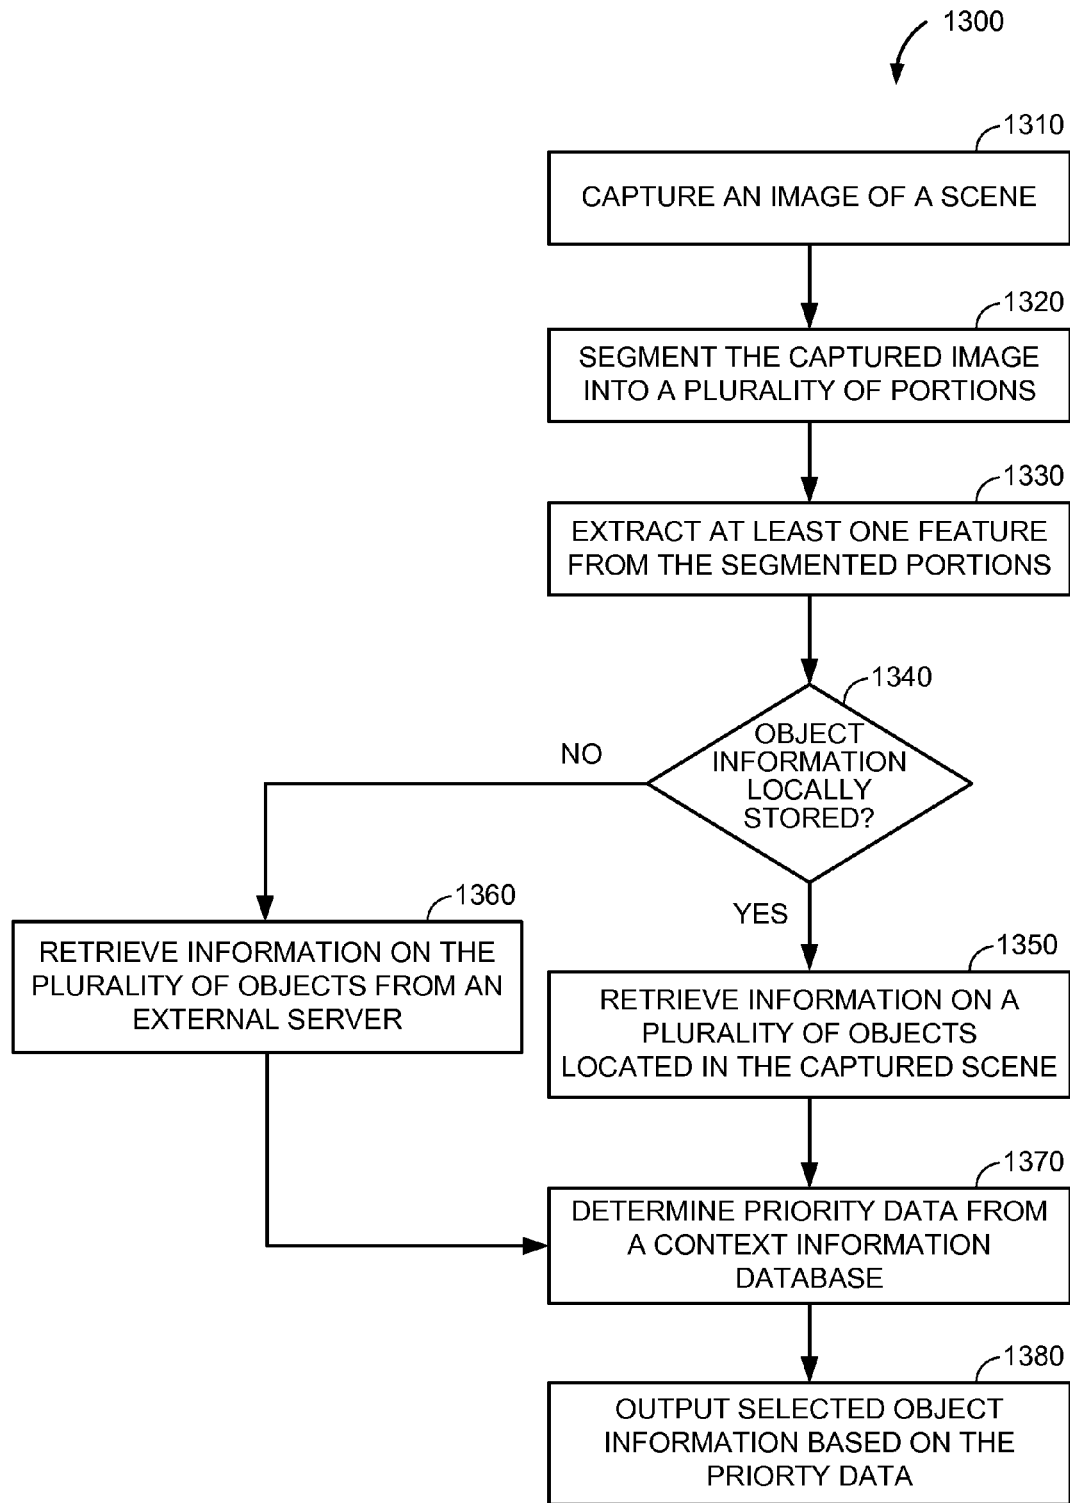 1300
1310
CAPTURE AN IMAGE OF A SCENE
1320
SEGMENT THE CAPTURED IMAGE
INTO A PLURALITY OF PORTIONS
1330
EXTRACT AT LEAST ONE FEATURE
FROM THE SEGMENTED PORTIONS
1340
OBJECT
INFORMATION
LOCALLY
STORED?
NO
YES
1360
RETRIEVE INFORMATION ON THE
PLURALITY OF OBJECTS FROM AN
EXTERNAL SERVER
1350
RETRIEVE INFORMATION ON A
PLURALITY OF OBJECTS
LOCATED IN THE CAPTURED SCENE
1370
DETERMINE PRIORITY DATA FROM
A CONTEXT INFORMATION
DATABASE
1380
OUTPUT SELECTED OBJECT
INFORMATION BASED ON THE
PRIORTY DATA